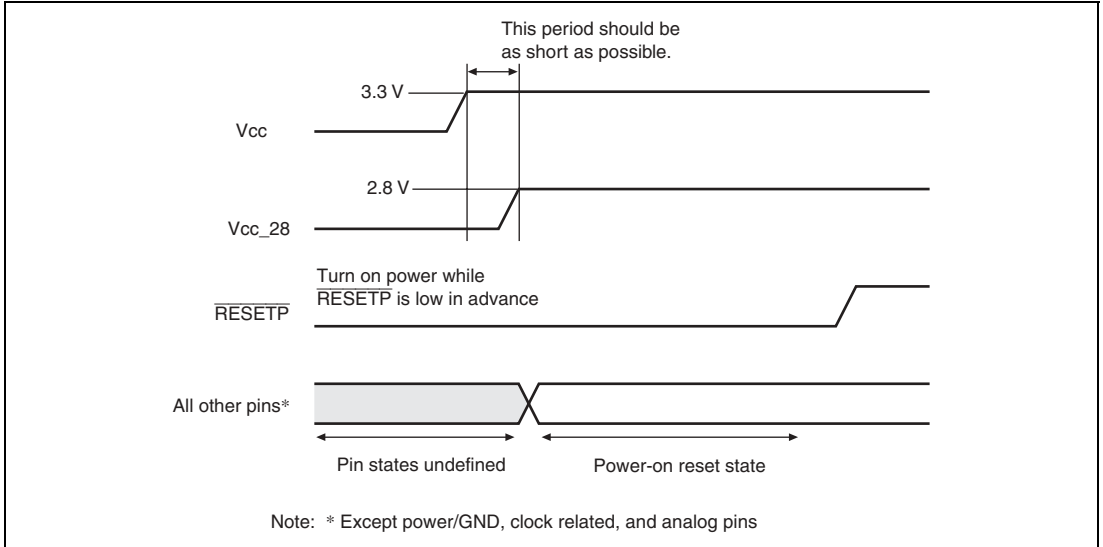 This period should be
as short as possible.
3.3 V
Vcc
2.8 V
Vcc_28
Turn on power while
RESETP is low in advance
RESETP
All other pins*
Pin states undefined
Power-on reset state
Note: * Except power/GND, clock related, and analog pins